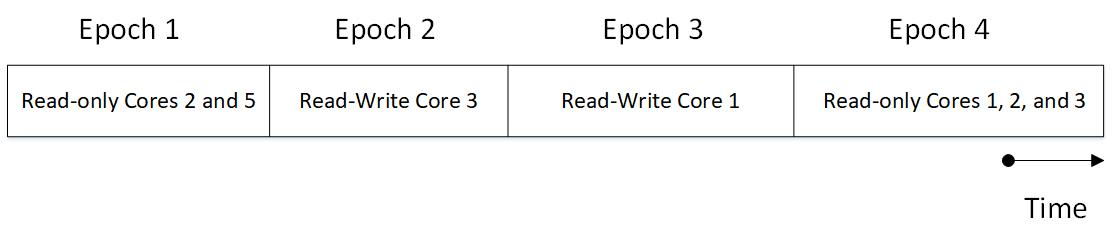 Epoch 1 Epoch 2 Epoch 3 Epoch 4
Read-only Cores 2 and 5 Read-Write Core 3 Read-Write Core 1 Read-only Cores 1, 2, and 3
Time